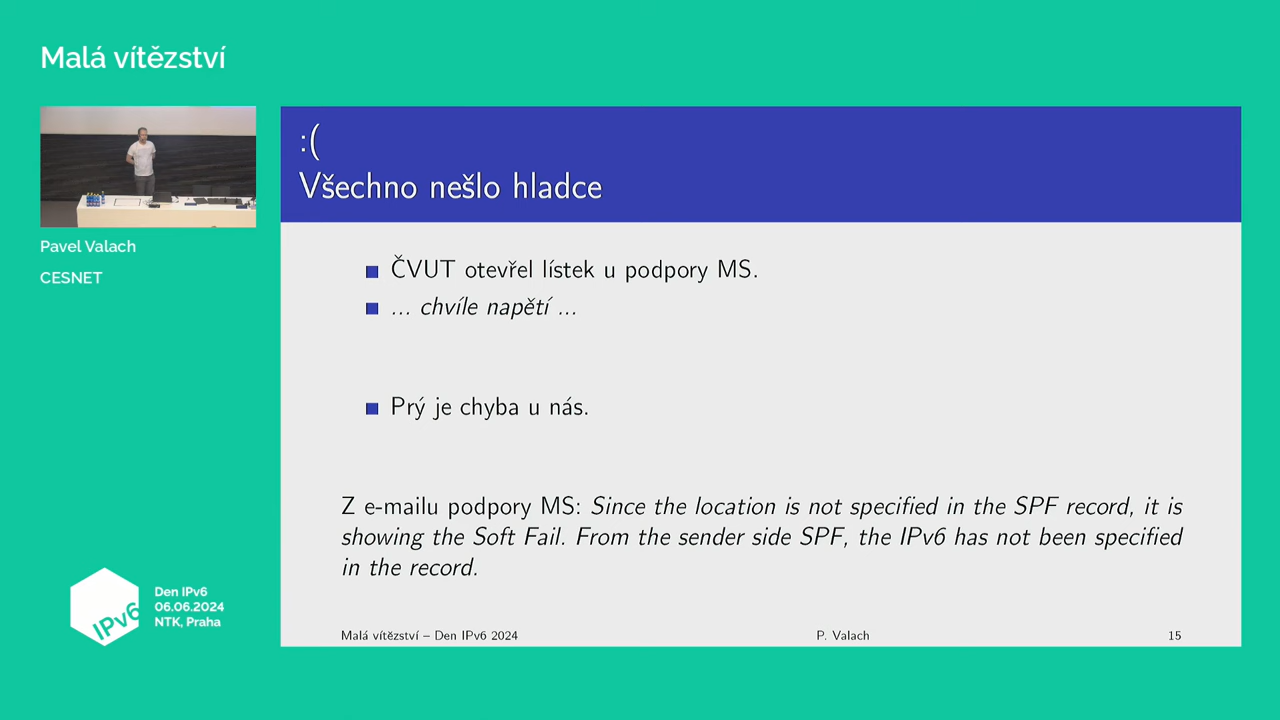 Malá vítězství
Pavel Valach
CESNET
:(
Všechno nešlo hladce
ČVUT otevřel lístek u podpory MS.
... chvíle napětí ...
Prý je chyba u nás.
Z e-mailu podpory MS: Since the location is not specified in the SPF record, it is
showing the Soft Fail. From the sender side SPF, the IPv6 has not been specified
in the record.
Malá vítězství – Den IPv6 2024 P. Valach 15
IPv6
Den IPv6
06.06.2024
NTK, Praha